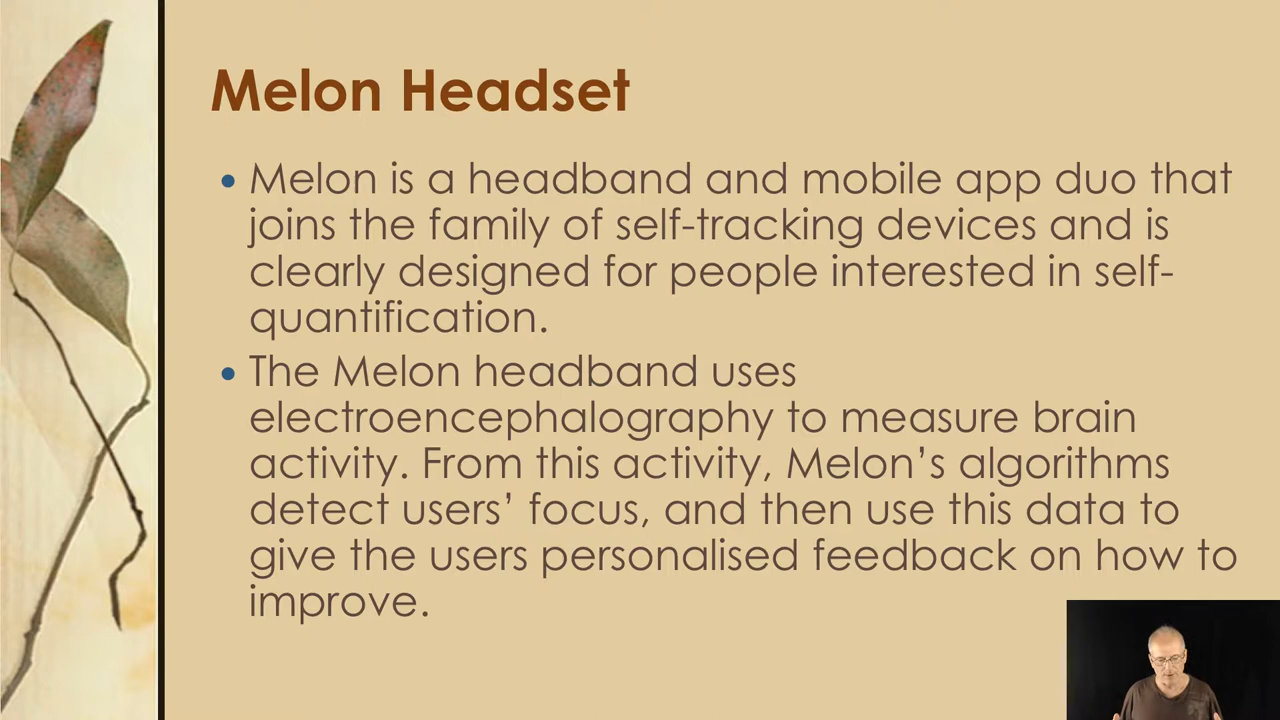 Melon Headset
• Melon is a headband and mobile app duo that
joins the family of self-tracking devices and is
clearly designed for people interested in self-
quantification.
• The Melon headband uses
electroencephalography to measure brain
activity. From this activity, Melon’s algorithms
detect users’ focus, and then use this data to
give the users personalised feedback on how to
improve.